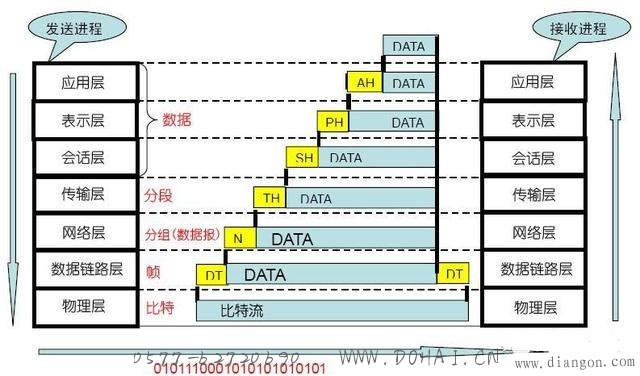 发送进程
接收进程
DATA
应用层
AH
DATA
应用层
表示层
数据
PH
DATA
表示层
会话层
SH
DATA
会话层
传输层
分段
TH
DATA
传输层
网络层
分组(数据报)
N
DATA
网络层
数据链路层
帧
DT
DATA
DT
数据链路层
物理层
比特
比特流
物理层
0577-62720690
WWW.DOHAI.CN
0101110001010101010101
www.diangon.com